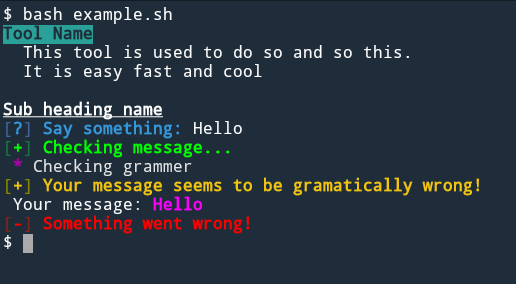 $ bash example.sh
Tool Name
This tool is used to do so and so this.
It is easy fast and cool
Sub heading name
[?] Say something: Hello
[+] Checking message...
* Checking grammer
[+] Your message seems to be gramatically wrong!
Your message: Hello
[-] Something went wrong!
$